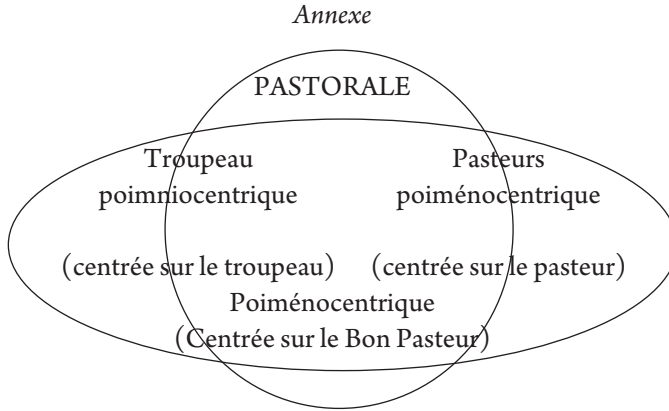 Annexe
PASTORALE
Troupeau
poimniocentrique
Pasteurs
poiménocentrique
(centrée sur le troupeau)
(centrée sur le pasteur)
Poiménocentrique
(Centrée sur le Bon Pasteur)